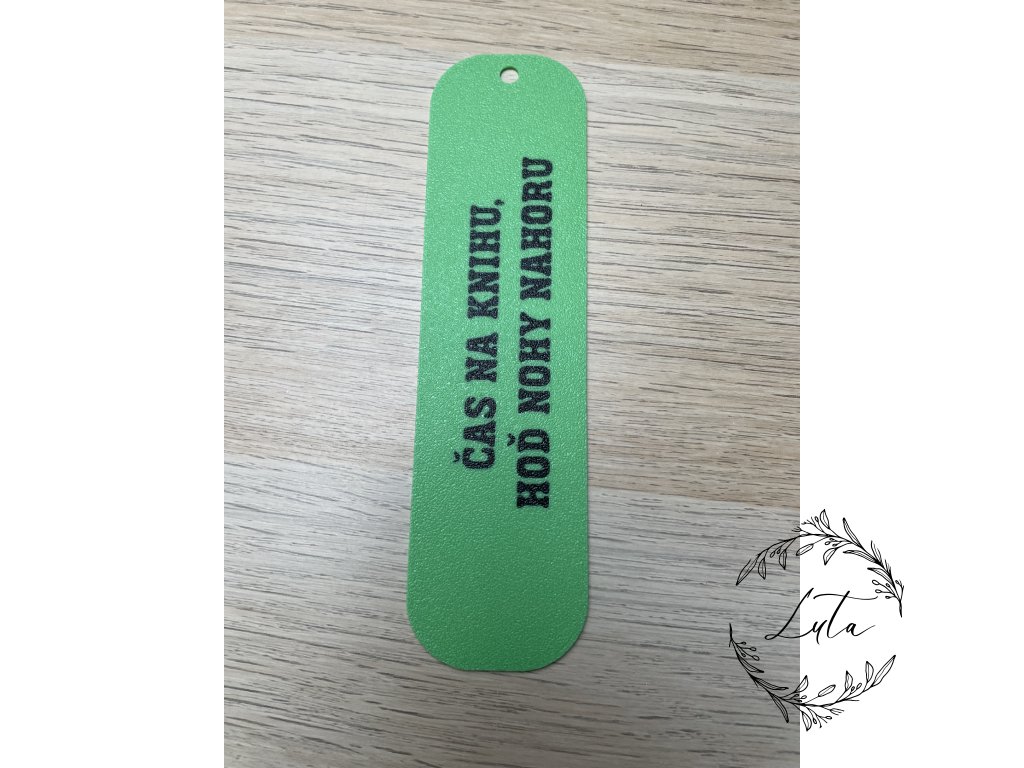 ČAS NA KNIHU,
HOĎ NOHY NAHORU
Luta